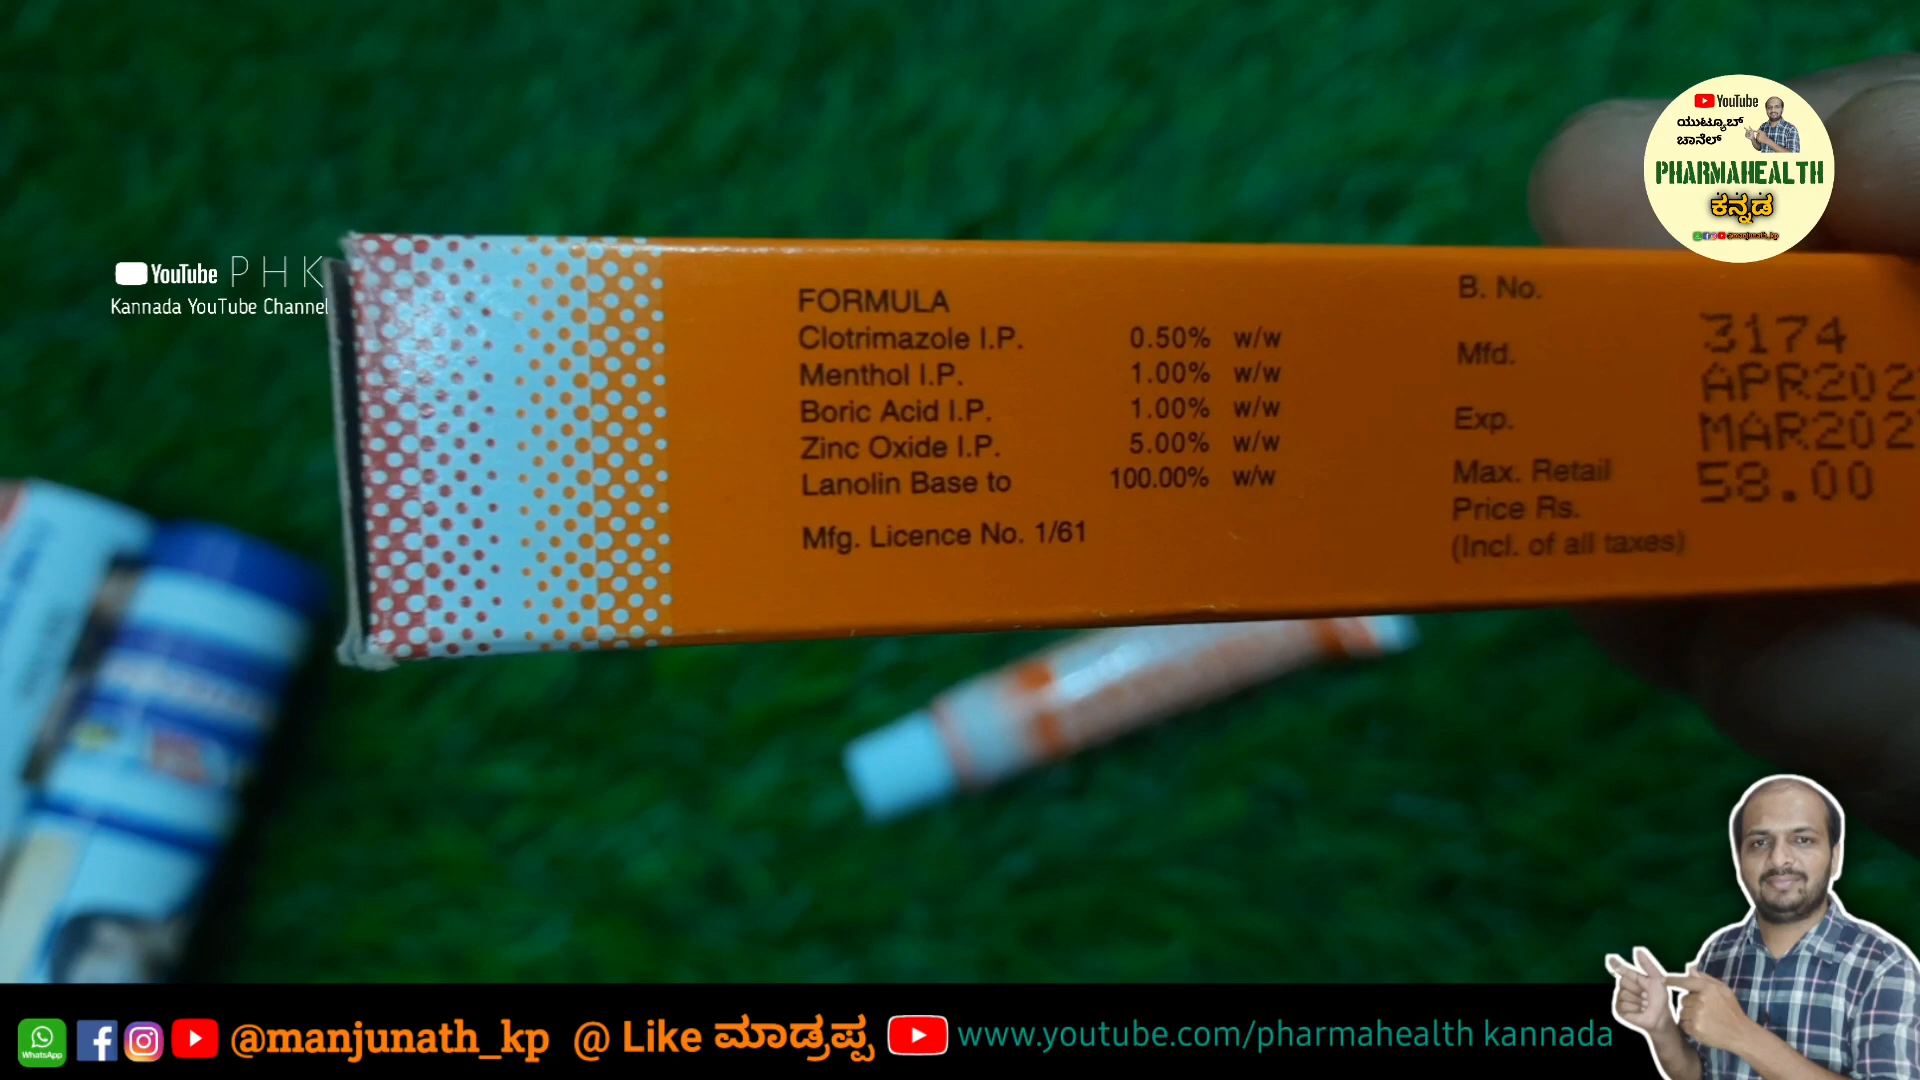 YouTube
ಯುಟ್ಯೂಬ್
ಚಾನೆಲ್
PHARMAHEALTH
ಕನ್ನಡ
@manjunath_kp
YouTube PHK
Kannada YouTube Channel
FORMULA
Clotrimazole I.P. 0.50% w/w
Menthol I.P. 1.00% w/w
Boric Acid I.P. 1.00% w/w
Zinc Oxide I.P. 5.00% w/w
Lanolin Base to 100.00% w/w
Mfg. Licence No. 1/61
B. No. 3174
Mfd. APR202
Exp. MAR202
Max. Retail 58.00
Price Rs.
(Incl. of all taxes)
WhatsApp
@manjunath_kp @ Like ಮಾಡ್ರಪ್ಪ www.youtube.com/pharmahealth kannada